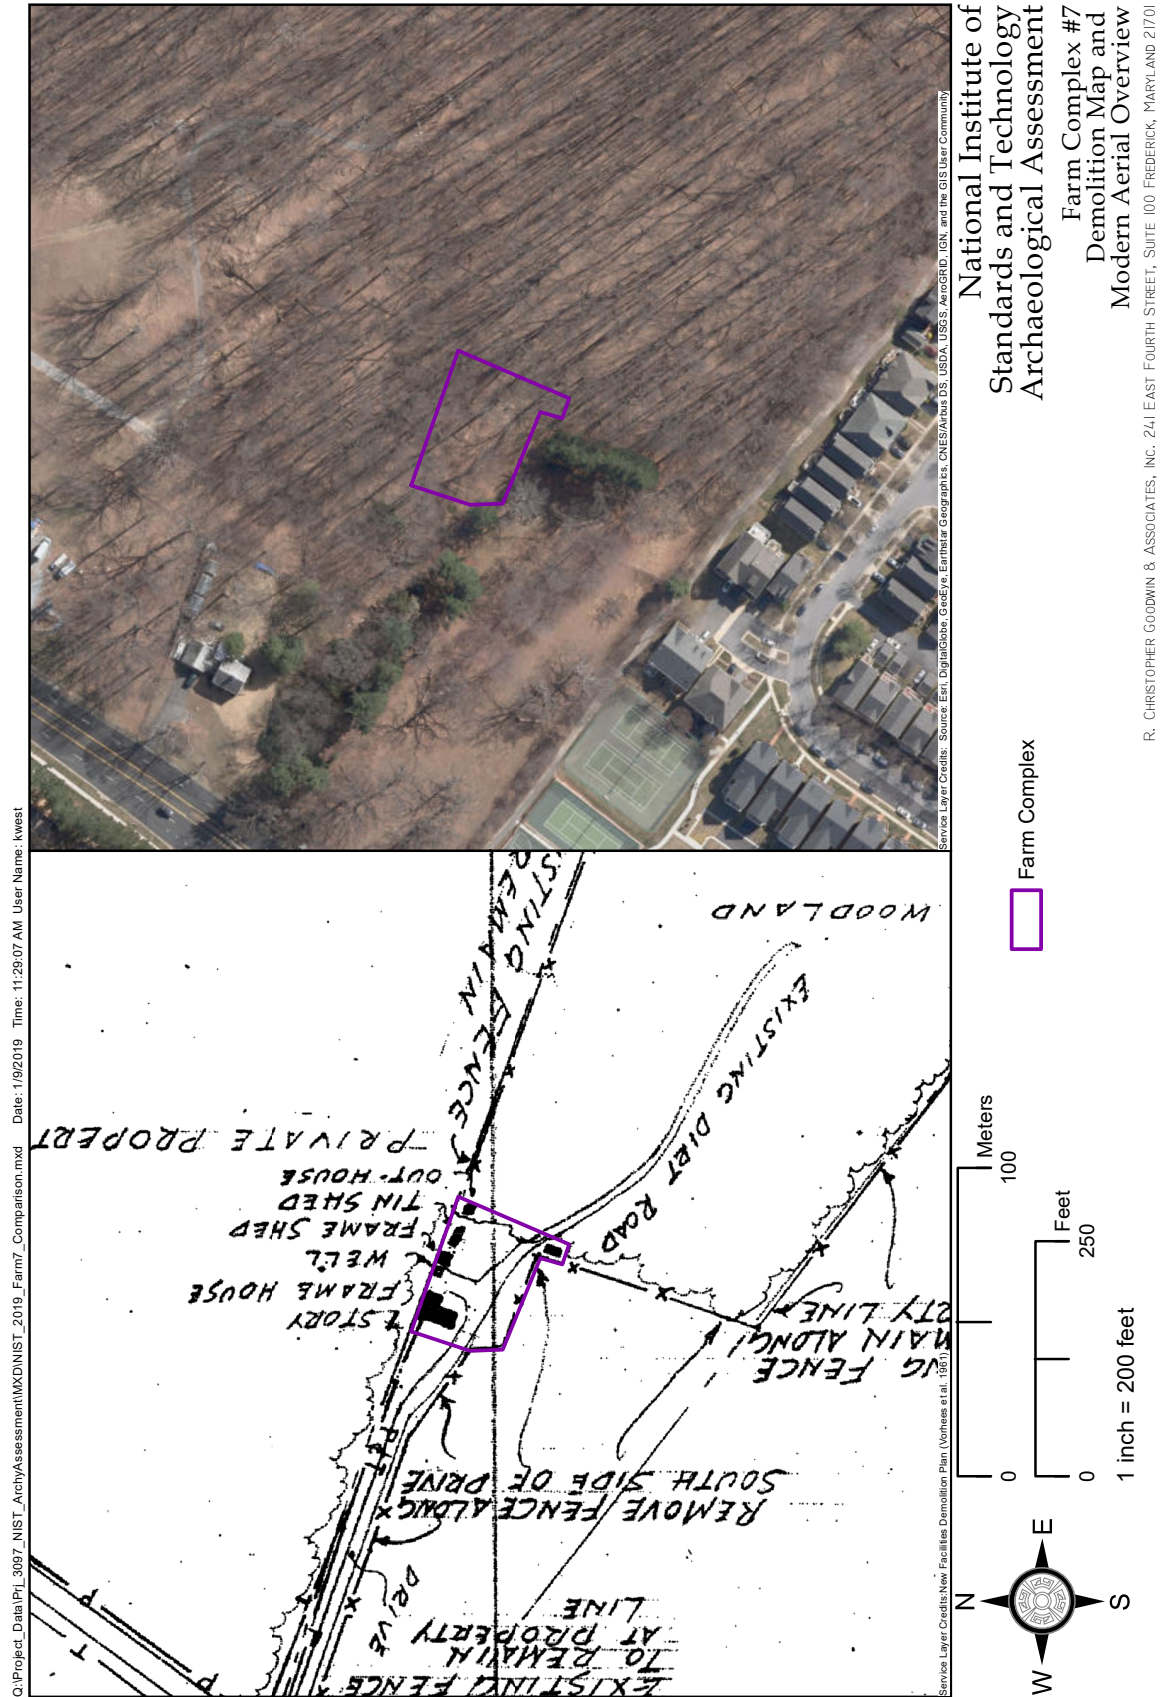 Q:\Project_Data\Prj_3097_NIST_ArchyAssessment\MXD\NIST_2019_Farm7_Comparison.mxd Date: 1/9/2019 Time: 11:29:07 AM User Name: kwest
EXISTING FENCE
TO REMAIN
AT PROPERTY
LINE
DRIVE
REMOVE FENCE ALONG
SOUTH SIDE OF DRIVE
1 STORY
FRAME HOUSE
WELL
FRAME SHED
TIN SHED
OUT-HOUSE
PRIVATE PROPERT
STING FENCE
REMAIN
EXISTING DIRT ROAD
WOODLAND
NG FENCE
MAIN ALONG
RTY LINE
T
P
P
Service Layer Credits:New Facilities Demolition Plan (Vorhees et al. 1961)
Service Layer Credits: Source: Esri, DigitalGlobe, GeoEye, Earthstar Geographics, CNES/Airbus DS, USDA, USGS, AeroGRID, IGN, and the GIS User Community
N
W
E
S
0
100
Meters
0
250
Feet
1 inch = 200 feet
Farm Complex
National Institute of
Standards and Technology
Archaeological Assessment
Farm Complex #7
Demolition Map and
Modern Aerial Overview
R. CHRISTOPHER GOODWIN & ASSOCIATES, INC. 241 EAST FOURTH STREET, SUITE 100 FREDERICK, MARYLAND 21701